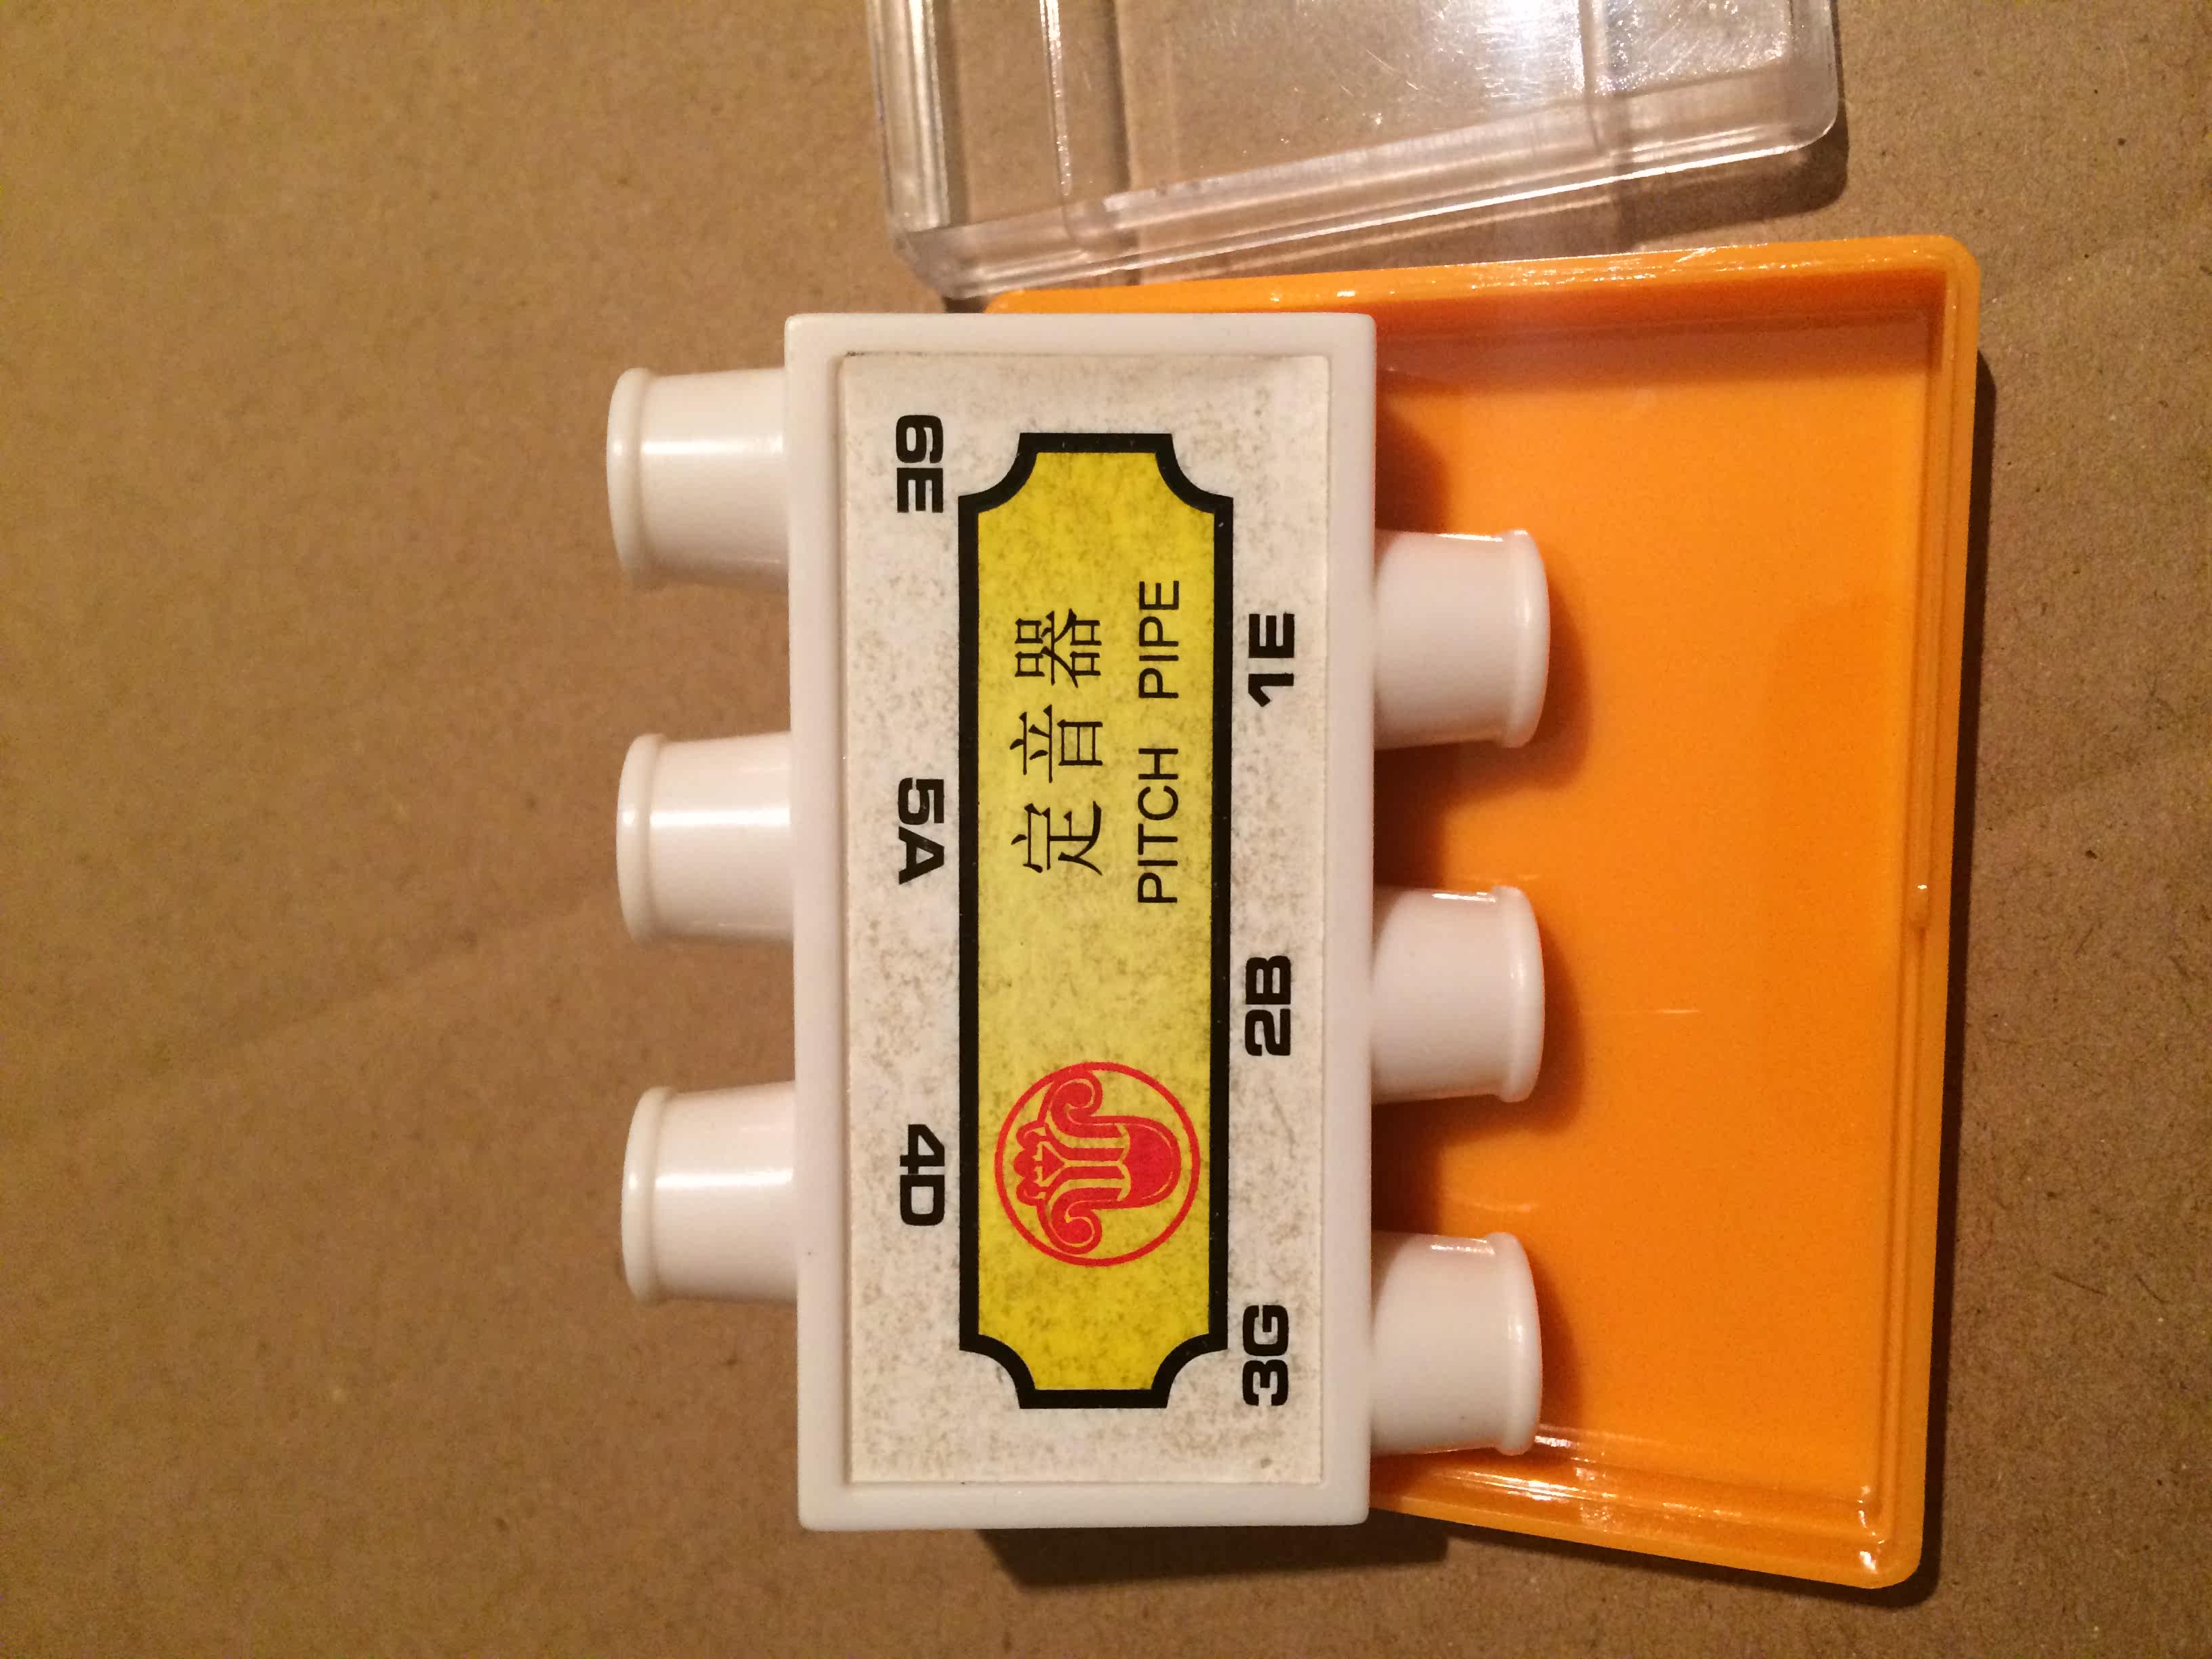 4D 5A 6E
定音器
PITCH PIPE
3G 2B 1E